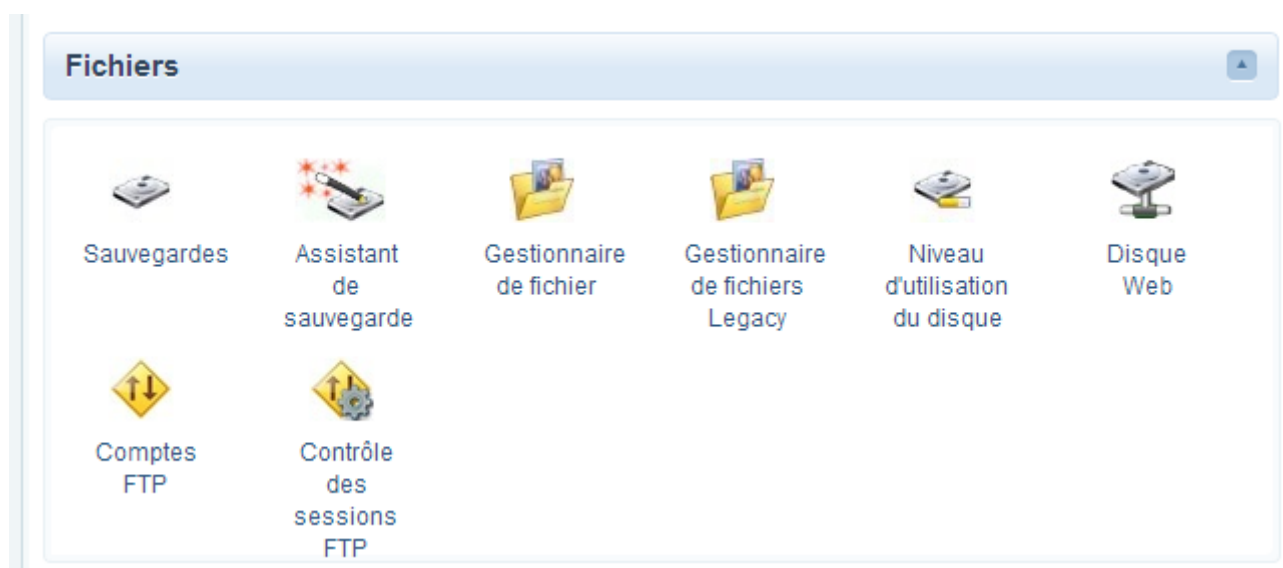 Fichiers
Sauvegardes
Assistant
de
sauvegarde
Gestionnaire
de fichier
Gestionnaire
de fichiers
Legacy
Niveau
d'utilisation
du disque
Disque
Web
Comptes
FTP
Contrôle
des
sessions
FTP